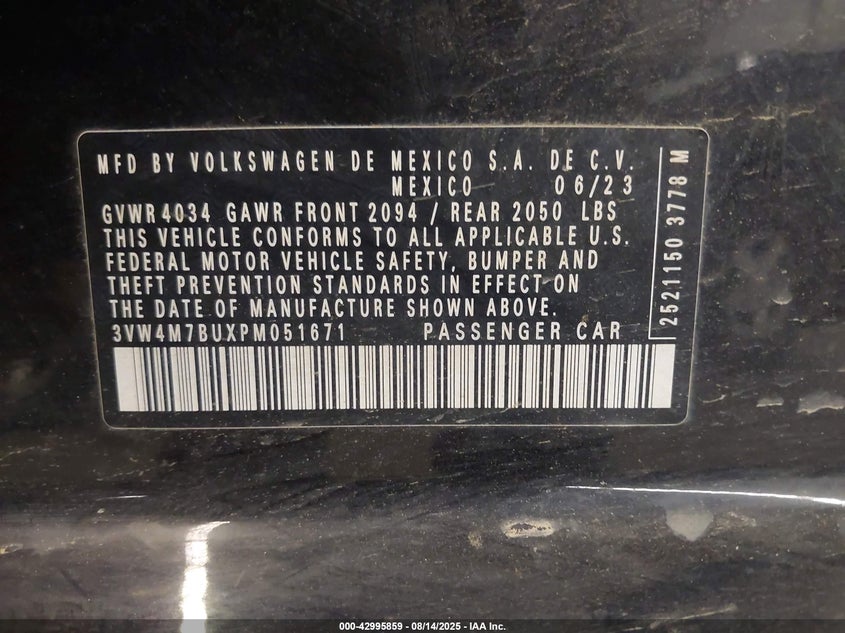 MFD BY VOLKSWAGEN DE MEXICO S.A. DE C.V.
MEXICO 06/23
GVWR 4034 GAWR FRONT 2094 / REAR 2050 LBS
THIS VEHICLE CONFORMS TO ALL APPLICABLE U.S.
FEDERAL MOTOR VEHICLE SAFETY, BUMPER AND
THEFT PREVENTION STANDARDS IN EFFECT ON
THE DATE OF MANUFACTURE SHOWN ABOVE.
3VW4M7BUXPM051671 PASSENGER CAR
2521150 3778 M
000-42995859 - 08/14/2025 - IAA Inc.